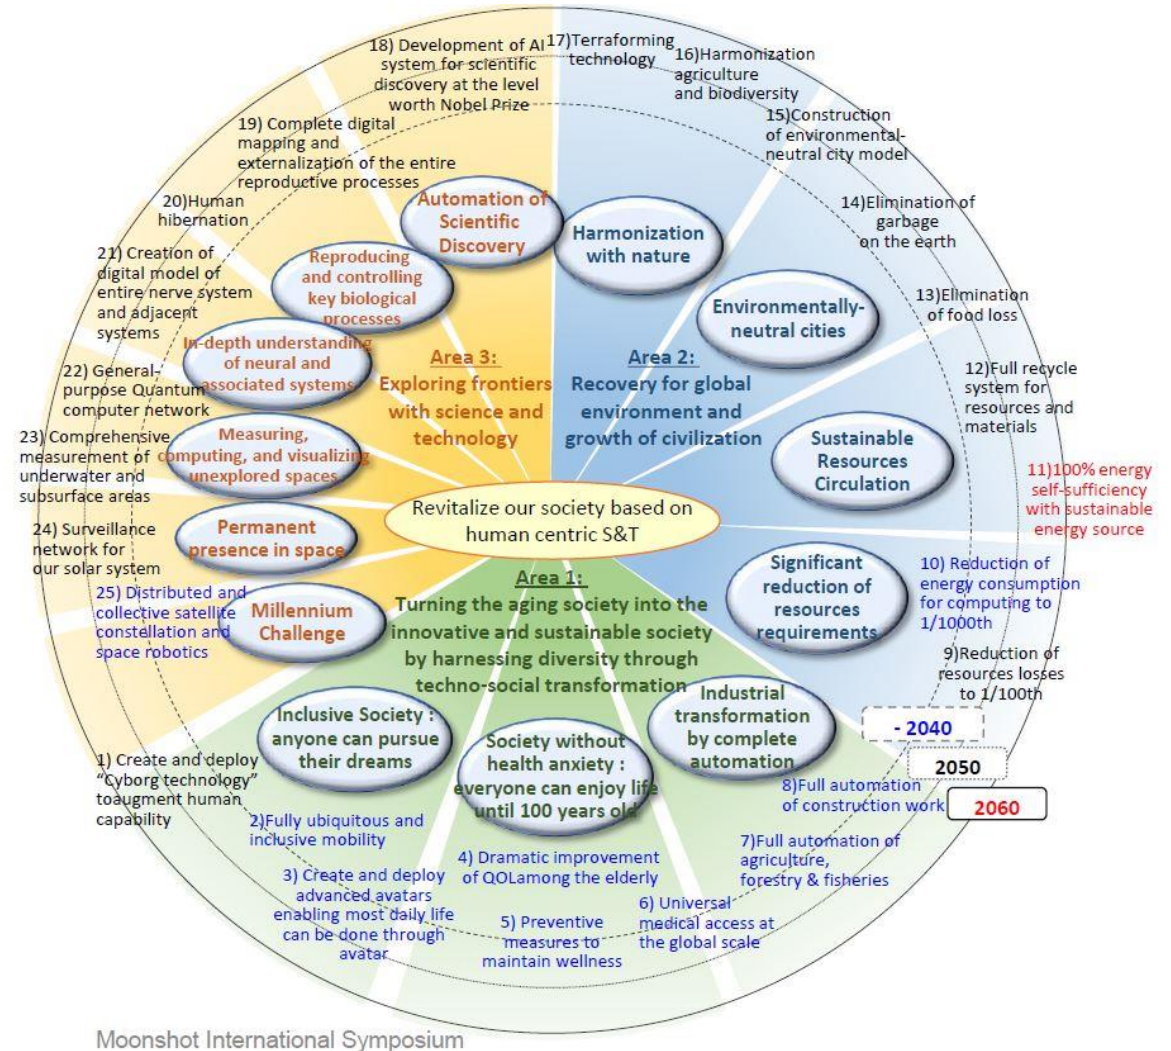 18) Development of AI
system for scientific
discovery at the level
worth Nobel Prize
17)Terraforming
technology
16)Harmonization
agriculture
and biodiversity
15)Construction
of environmental-
neutral city model
14)Elimination of
garbage
on the earth
13)Elimination
of food loss
12)Full recycle
system for
resources and
materials
11)100% energy
self-sufficiency
with sustainable
energy source
10) Reduction of
energy consumption
for computing to
1/1000th
9)Reduction of
resources losses
to 1/100th
19) Complete digital
mapping and
externalization of the entire
reproductive processes
20)Human
hibernation
21) Creation of
digital model of
entire nerve system
and adjacent
systems
22) General-
purpose Quantum
computer network
23) Comprehensive
measurement of
underwater and
subsurface areas
24) Surveillance
network for
our solar system
25) Distributed and
collective satellite
constellation and
space robotics
Automation of
Scientific
Discovery
Reproducing
and controlling
key biological
processes
In-depth understanding
of neural and
associated systems
Measuring,
computing, and visualizing
unexplored spaces
Permanent
presence in space
Millennium
Challenge
Area 3:
Exploring frontiers
with science and
technology
Harmonization
with nature
Environmentally-
neutral cities
Sustainable
Resources
Circulation
Significant
reduction of
resources
requirements
Area 2:
Recovery for global
environment and
growth of civilization
Revitalize our society based on
human centric S&T
Area 1:
Turning the aging society into the
innovative and sustainable society
by harnessing diversity through
techno-social transformation
Inclusive Society :
anyone can pursue
their dreams
Society without
health anxiety :
everyone can enjoy life
until 100 years old
Industrial
transformation
by complete
automation
- 2040
2050
2060
1) Create and deploy
“Cyborg technology”
toaugment human
capability
2)Fully ubiquitous and
inclusive mobility
3) Create and deploy
advanced avatars
enabling most daily life
can be done through
avatar
4) Dramatic improvement
of QOLamong the elderly
5) Preventive
measures to
maintain wellness
6) Universal
medical access at
the global scale
7)Full automation of
agriculture,
forestry & fisheries
8)Full automation
of construction work
Moonshot International Symposium